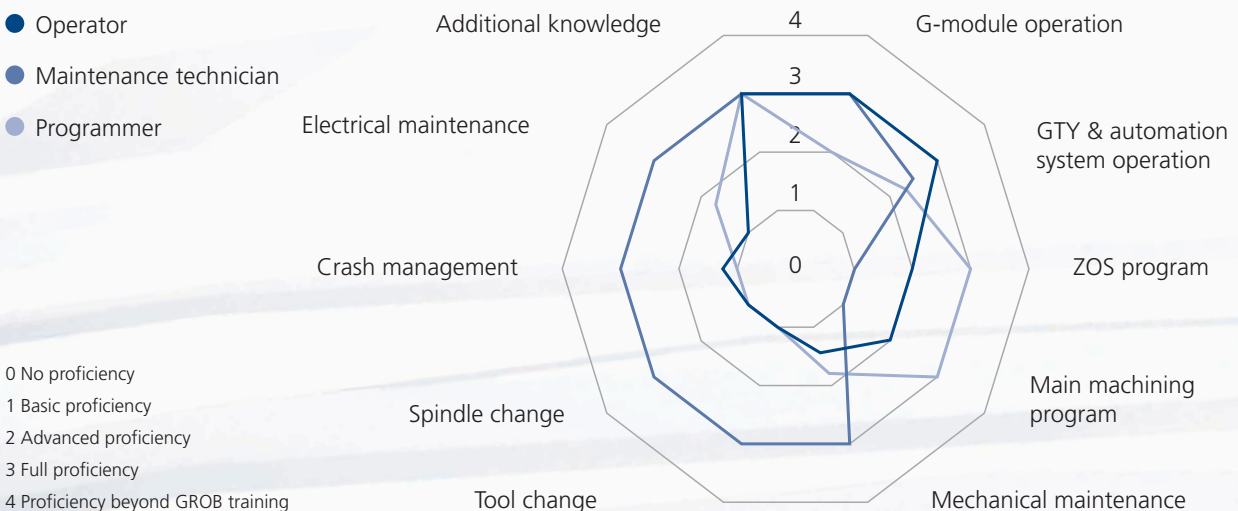 Operator
Maintenance technician
Programmer
0 No proficiency
1 Basic proficiency
2 Advanced proficiency
3 Full proficiency
4 Proficiency beyond GROB training
Additional knowledge
4
G-module operation
3
Electrical maintenance
GTY & automation
system operation
2
1
Crash management
0
ZOS program
Spindle change
Main machining
program
Tool change
Mechanical maintenance